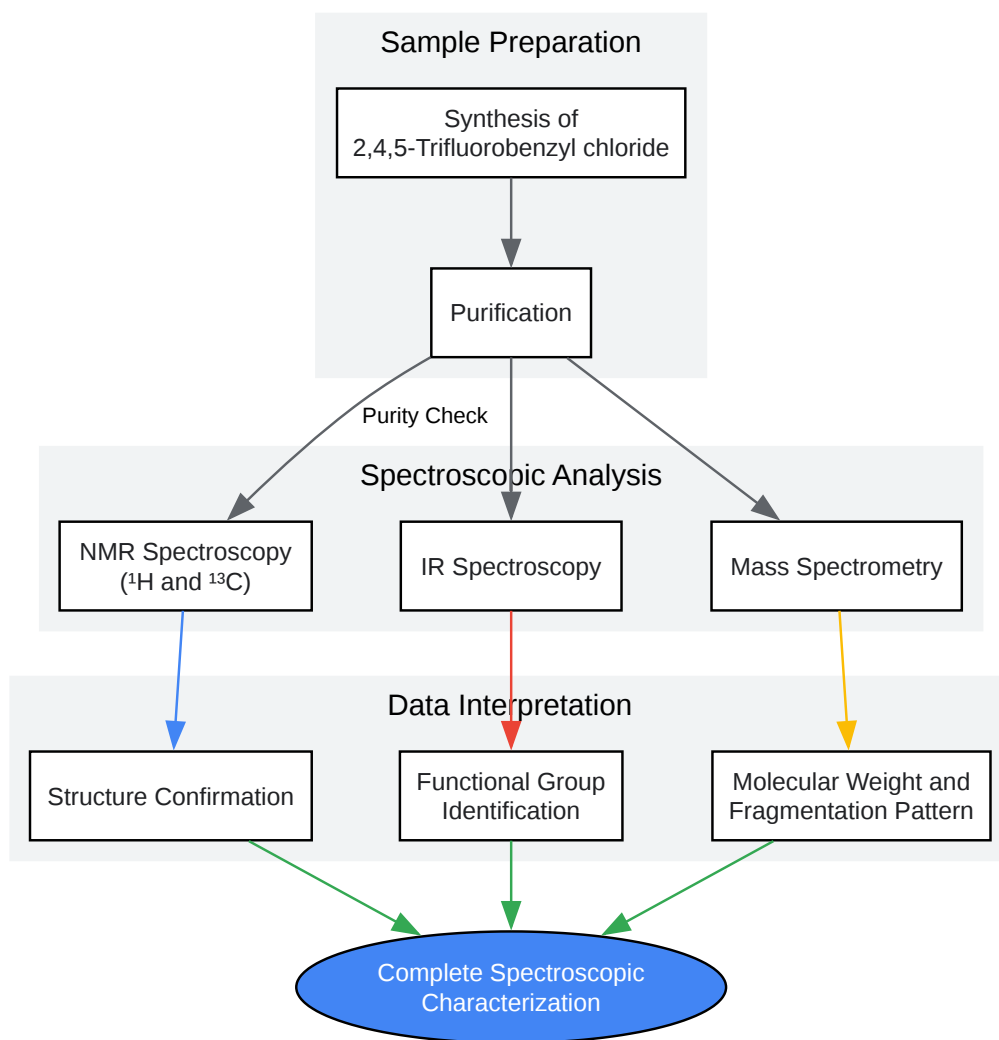 Sample Preparation
Synthesis of
2,4,5-Trifluorobenzyl chloride
Purification
Purity Check
Spectroscopic Analysis
NMR Spectroscopy
(¹H and ¹³C)
IR Spectroscopy
Mass Spectrometry
Data Interpretation
Structure Confirmation
Functional Group
Identification
Molecular Weight and
Fragmentation Pattern
Complete Spectroscopic
Characterization